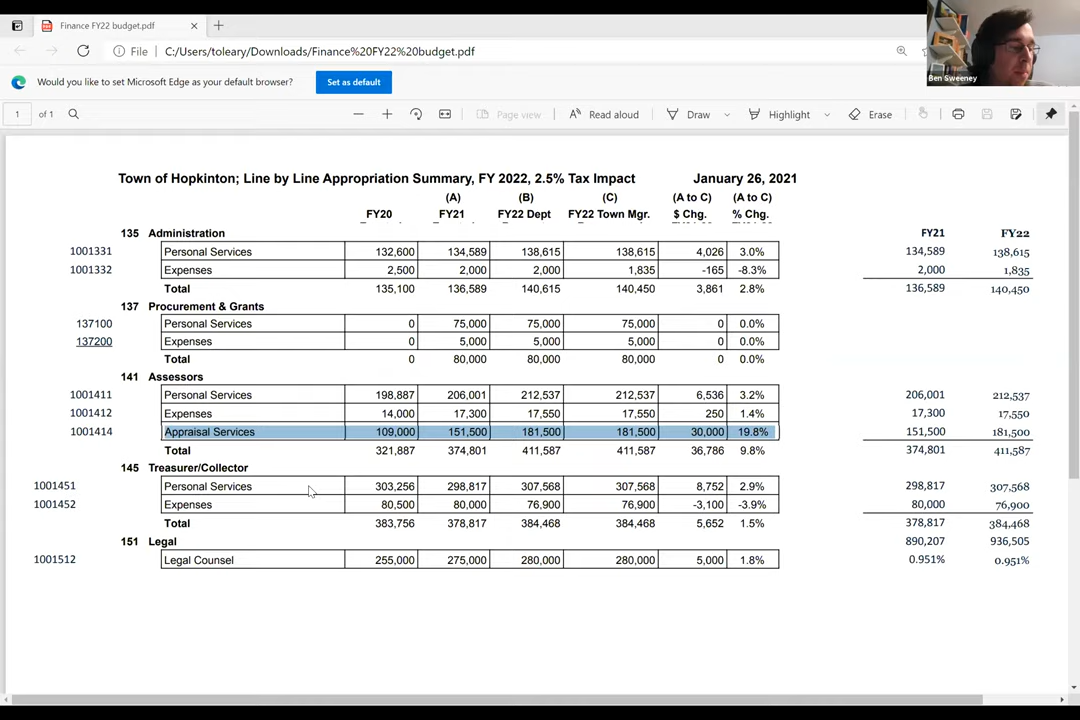 Finance FY22 budget.pdf
File C:/Users/toleary/Downloads/Finance%20FY22%20budget.pdf
Ben Sweeney
Would you like to set Microsoft Edge as your default browser? Set as default
1 of 1 Page view Read aloud Draw Highlight Erase
Town of Hopkinton; Line by Line Appropriation Summary, FY 2022, 2.5% Tax Impact January 26, 2021
(A) (B) (C) (A to C) (A to C)
FY20 FY21 FY22 Dept FY22 Town Mgr. $ Chg. % Chg.
135 Administration FY21 FY22
1001331 Personal Services 132,600 134,589 138,615 138,615 4,026 3.0% 134,589 138,615
1001332 Expenses 2,500 2,000 2,000 1,835 -165 -8.3% 2,000 1,835
Total 135,100 136,589 140,615 140,450 3,861 2.8% 136,589 140,450
137 Procurement & Grants
137100 Personal Services 0 75,000 75,000 75,000 0 0.0%
137200 Expenses 0 5,000 5,000 5,000 0 0.0%
Total 0 80,000 80,000 80,000 0 0.0%
141 Assessors
1001411 Personal Services 198,887 206,001 212,537 212,537 6,536 3.2% 206,001 212,537
1001412 Expenses 14,000 17,300 17,550 17,550 250 1.4% 17,300 17,550
1001414 Appraisal Services 109,000 151,500 181,500 181,500 30,000 19.8% 151,500 181,500
Total 321,887 374,801 411,587 411,587 36,786 9.8% 374,801 411,587
145 Treasurer/Collector
1001451 Personal Services 303,256 298,817 307,568 307,568 8,752 2.9% 298,817 307,568
1001452 Expenses 80,500 80,000 76,900 76,900 -3,100 -3.9% 80,000 76,900
Total 383,756 378,817 384,468 384,468 5,652 1.5% 378,817 384,468
151 Legal 890,207 936,505
1001512 Legal Counsel 255,000 275,000 280,000 280,000 5,000 1.8% 0.951% 0.951%